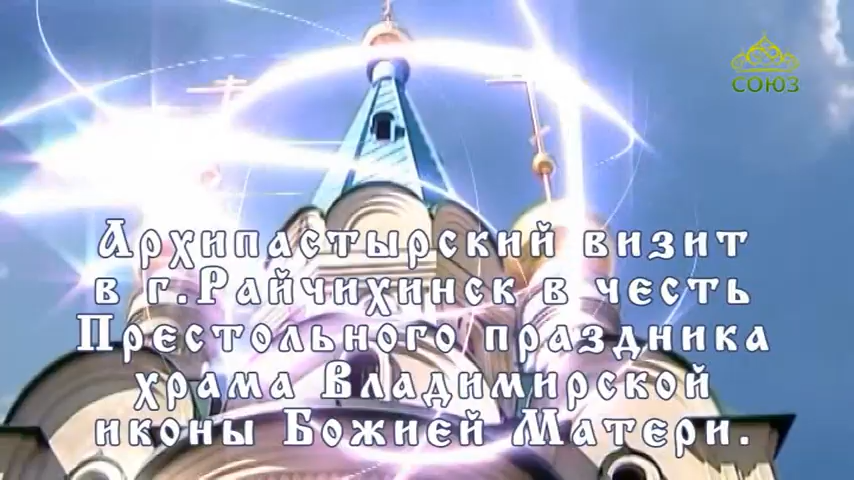 СОЮЗ
Архипастырский визит
в г.Райчихинск в честь
Престольного праздника
храма Владимирской
иконы Божией Матери.